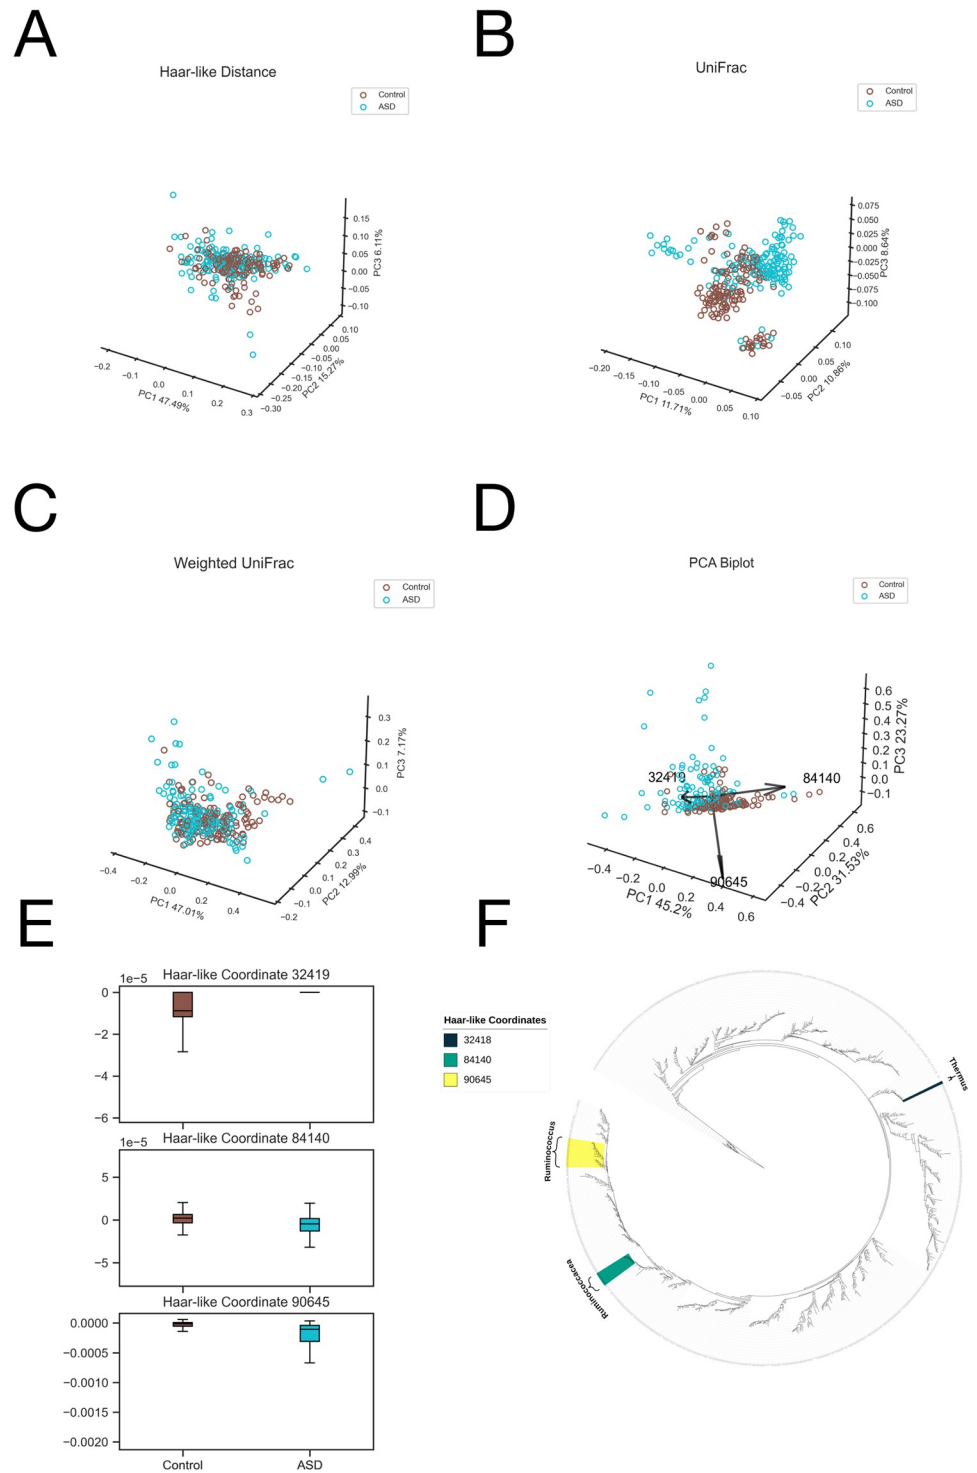 A
Haar-like Distance
Control
ASD
0.15
0.10
0.05
0.00
−0.05
−0.10
PC3 6.11%
0.10
0.05
0.00
−0.05
−0.10
−0.15
−0.20
−0.25
−0.30
PC2 15.27%
−0.2
−0.1
0.0
0.1
0.2
0.3
PC1 47.49%
B
UniFrac
Control
ASD
0.075
0.050
0.025
0.000
−0.025
−0.050
−0.075
−0.100
PC3 8.64%
0.10
0.05
0.00
−0.05
PC2 10.86%
−0.20
−0.15
−0.10
−0.05
0.00
0.05
0.10
PC1 11.71%
C
Weighted UniFrac
Control
ASD
0.3
0.2
0.1
0.0
−0.1
PC3 7.17%
0.4
0.3
0.2
0.1
0.0
−0.1
−0.2
PC2 12.99%
−0.4
−0.2
0.0
0.2
0.4
PC1 47.01%
D
PCA Biplot
Control
ASD
32419
84140
90645
0.6
0.5
0.4
0.3
0.2
0.1
0.0
−0.1
PC3 23.27%
0.6
0.4
0.2
0.0
−0.2
−0.4
PC2 31.53%
−0.4
−0.2
0.0
0.2
0.4
0.6
PC1 45.2%
E
1e−5
Haar-like Coordinate 32419
0
−2
−4
−6
1e−5
Haar-like Coordinate 84140
5
0
−5
Haar-like Coordinate 90645
0.0000
−0.0005
−0.0010
−0.0015
−0.0020
Control
ASD
F
Haar-like Coordinates
32418
84140
90645
Thermus
Ruminococcus
Ruminococcacea